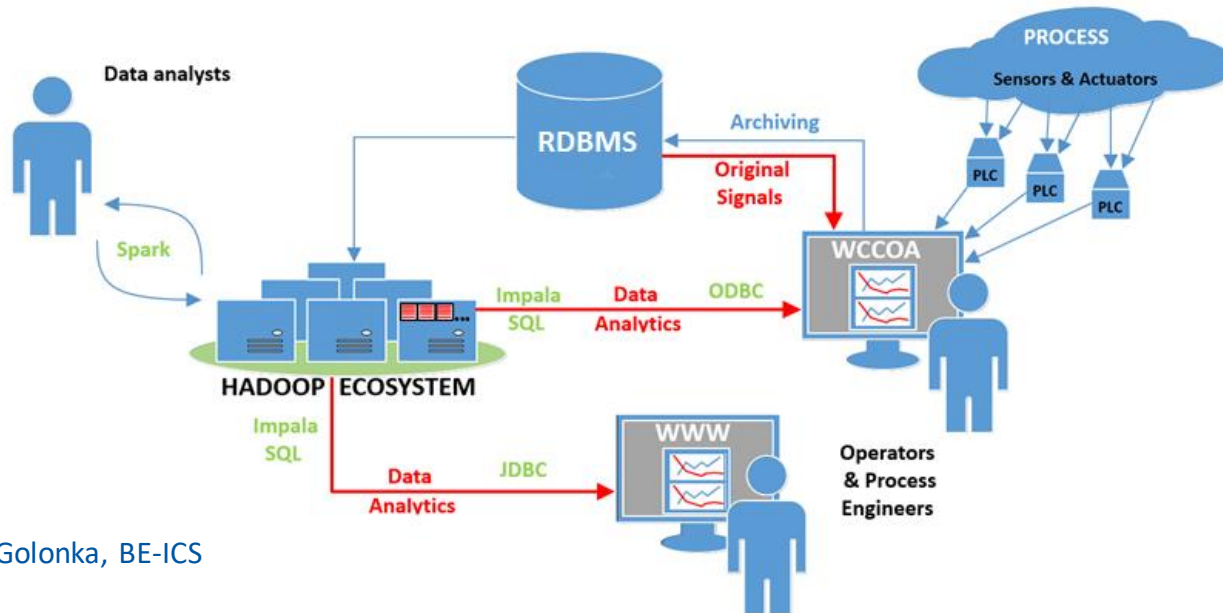 PROCESS
Sensors & Actuators
Data analysts
RDBMS
Archiving
Original
Signals
PLC
PLC
PLC
WCCOA
Spark
Impala
SQL
Data
Analytics
ODBC
HADOOP ECOSYSTEM
Impala
SQL
Data
Analytics
JDBC
WWW
Operators
& Process
Engineers
Golonka, BE-ICS